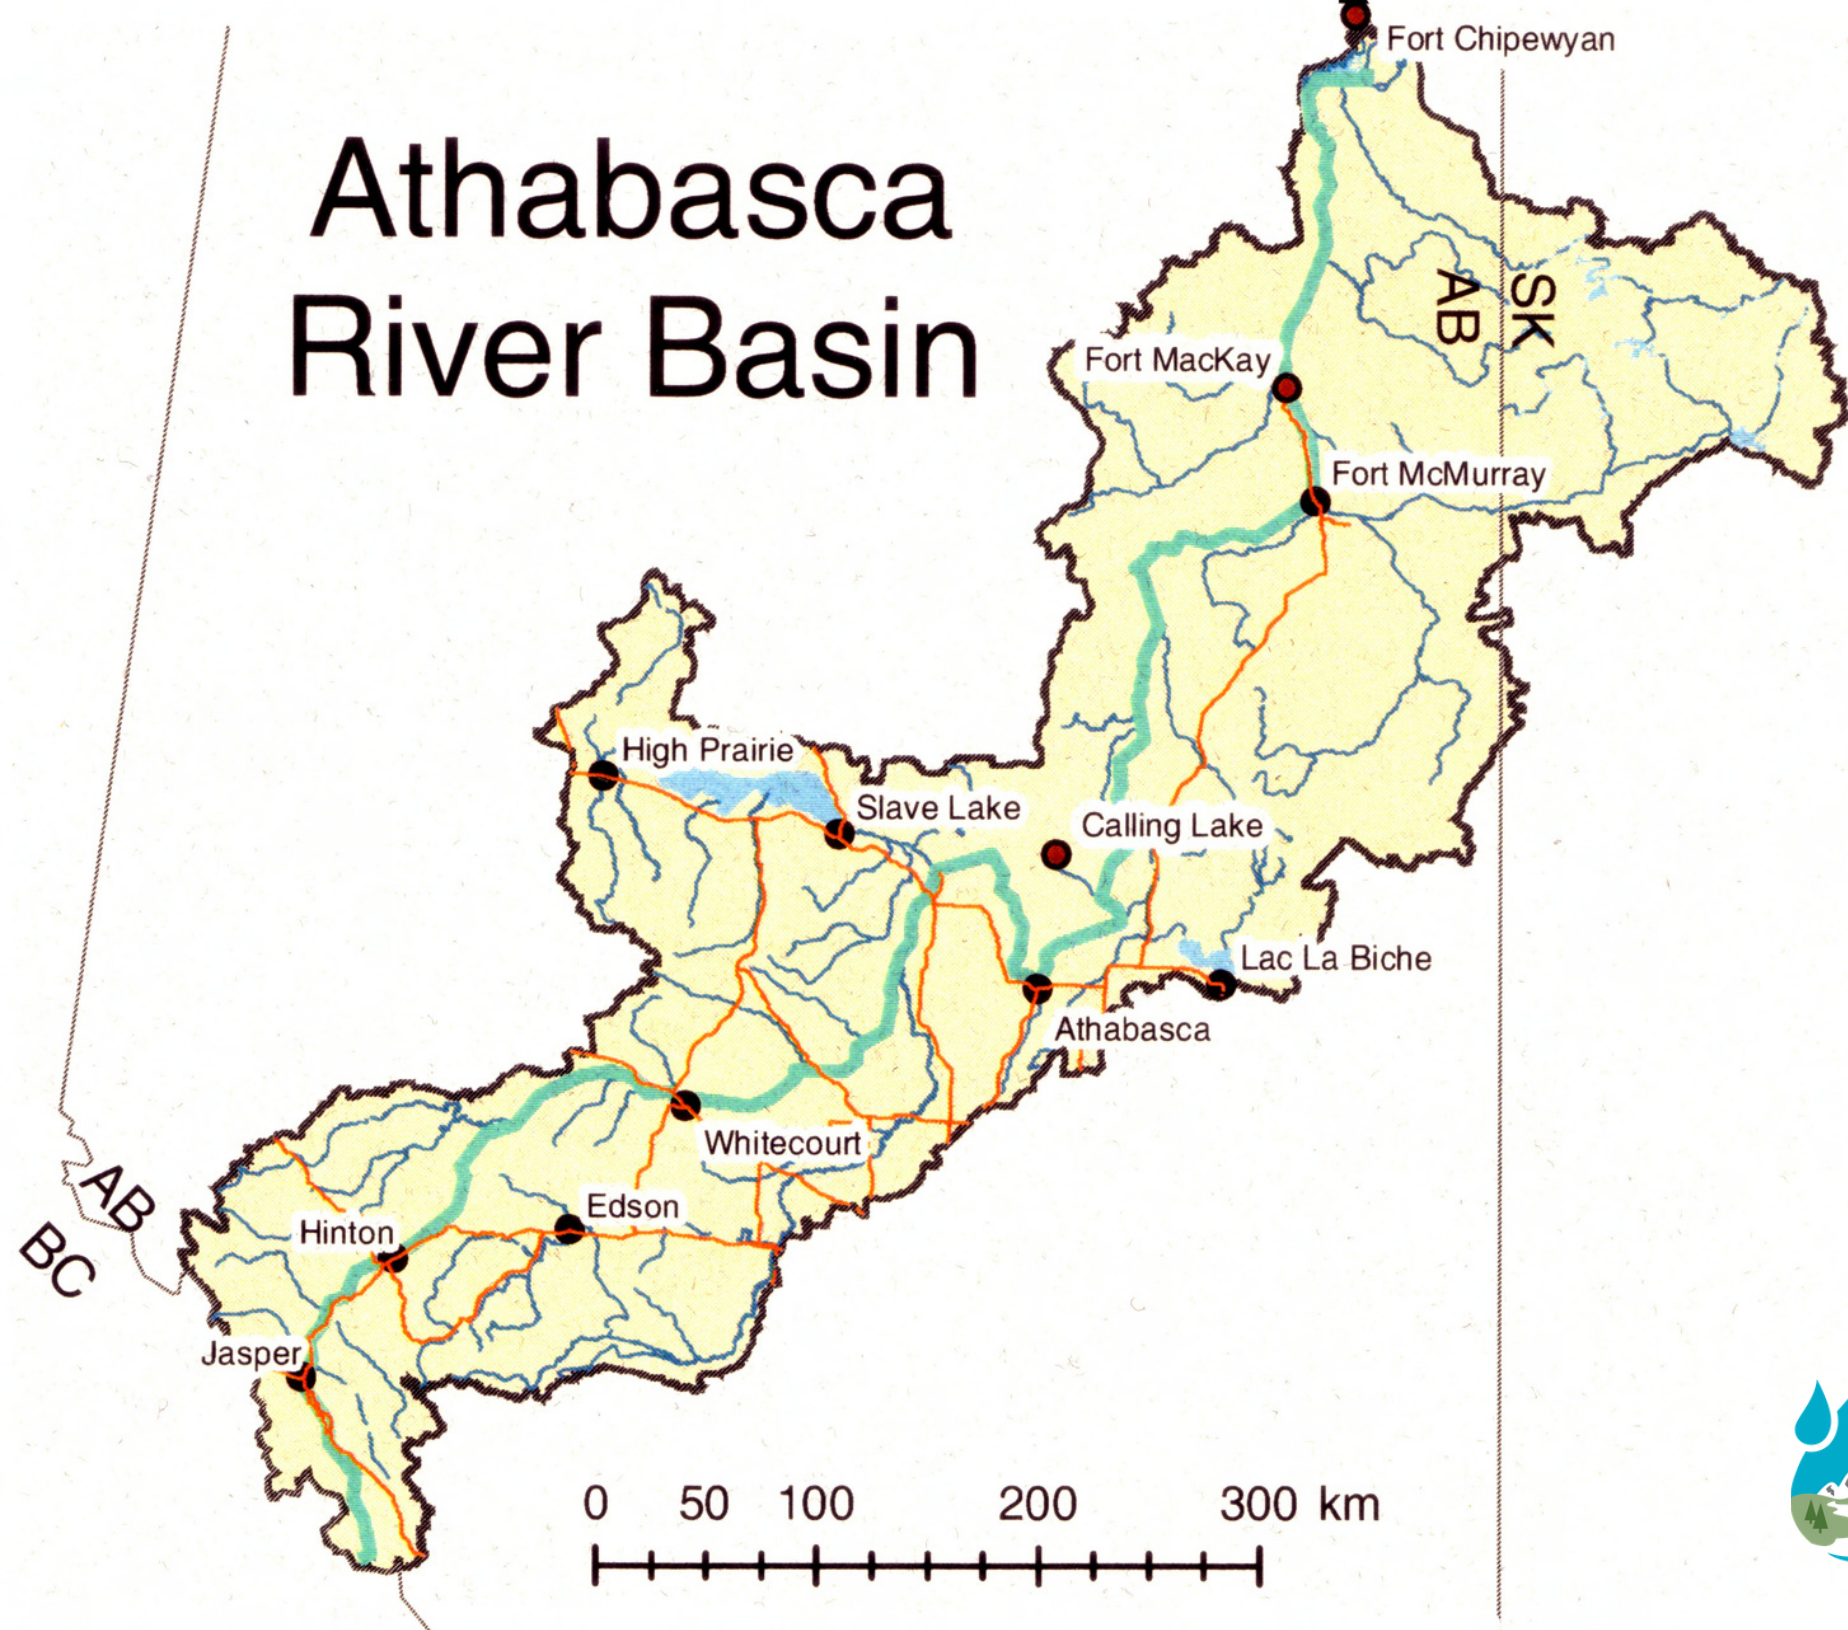 Fort Chipewyan
Athabasca
River Basin
SK
AB
Fort MacKay
Fort McMurray
High Prairie
Slave Lake
Calling Lake
Lac La Biche
Athabasca
Whitecourt
AB
BC
Edson
Hinton
Jasper
0 50 100 200 300 km